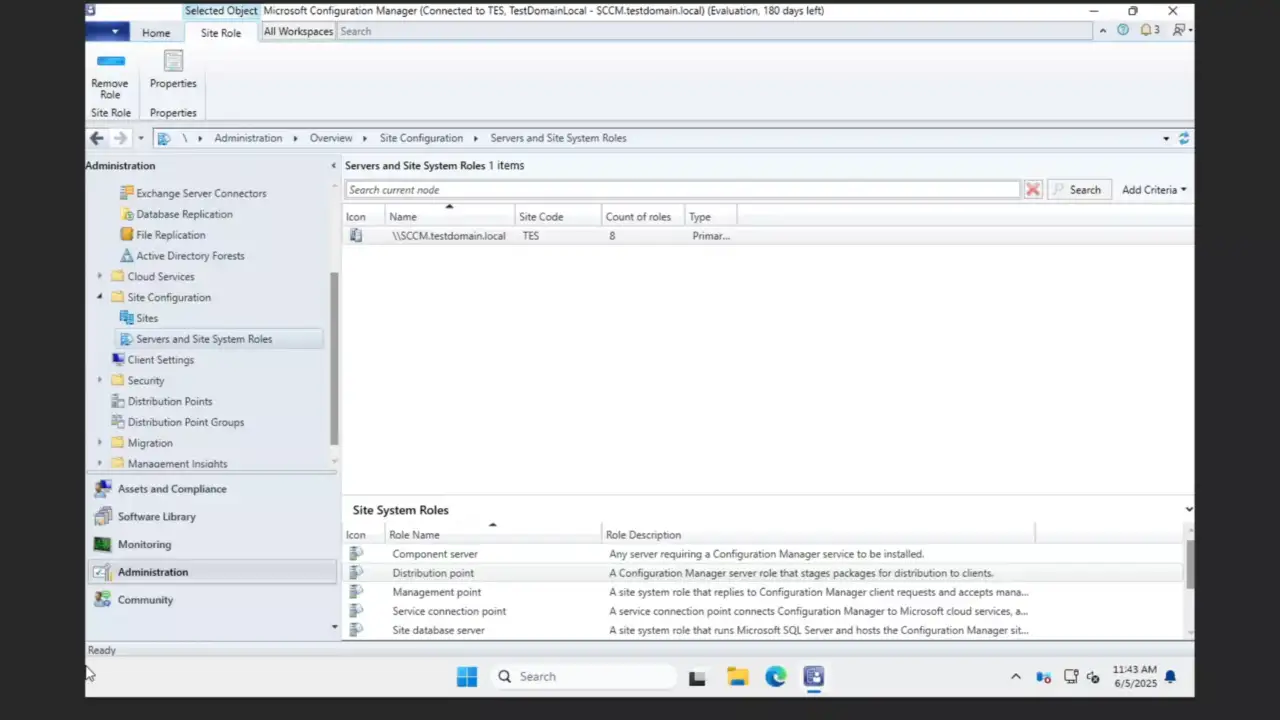 Selected Object Microsoft Configuration Manager (Connected to TES, TestDomainLocal - SCCM.testdomain.local) (Evaluation, 180 days left)
Home Site Role All Workspaces Search 3
Remove Role
Properties
Site Role Properties
\ Administration Overview Site Configuration Servers and Site System Roles
Administration
Exchange Server Connectors
Database Replication
File Replication
Active Directory Forests
Cloud Services
Site Configuration
Sites
Servers and Site System Roles
Client Settings
Security
Distribution Points
Distribution Point Groups
Migration
Management Insights
Assets and Compliance
Software Library
Monitoring
Administration
Community
Servers and Site System Roles 1 items
Search current node Search Add Criteria
Icon Name Site Code Count of roles Type
\\SCCM.testdomain.local TES 8 Primar...
Site System Roles
Icon Role Name Role Description
Component server Any server requiring a Configuration Manager service to be installed.
Distribution point A Configuration Manager server role that stages packages for distribution to clients.
Management point A site system role that replies to Configuration Manager client requests and accepts mana...
Service connection point A service connection point connects Configuration Manager to Microsoft cloud services, a...
Site database server A site system role that runs Microsoft SQL Server and hosts the Configuration Manager sit...
Ready
Search
11:43 AM
6/5/2025